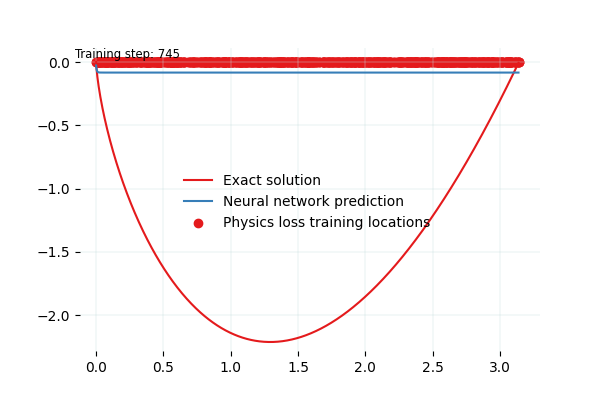 Training step: 745
0.0
−0.5
−1.0
−1.5
−2.0
Exact solution
Neural network prediction
Physics loss training locations
0.0 0.5 1.0 1.5 2.0 2.5 3.0